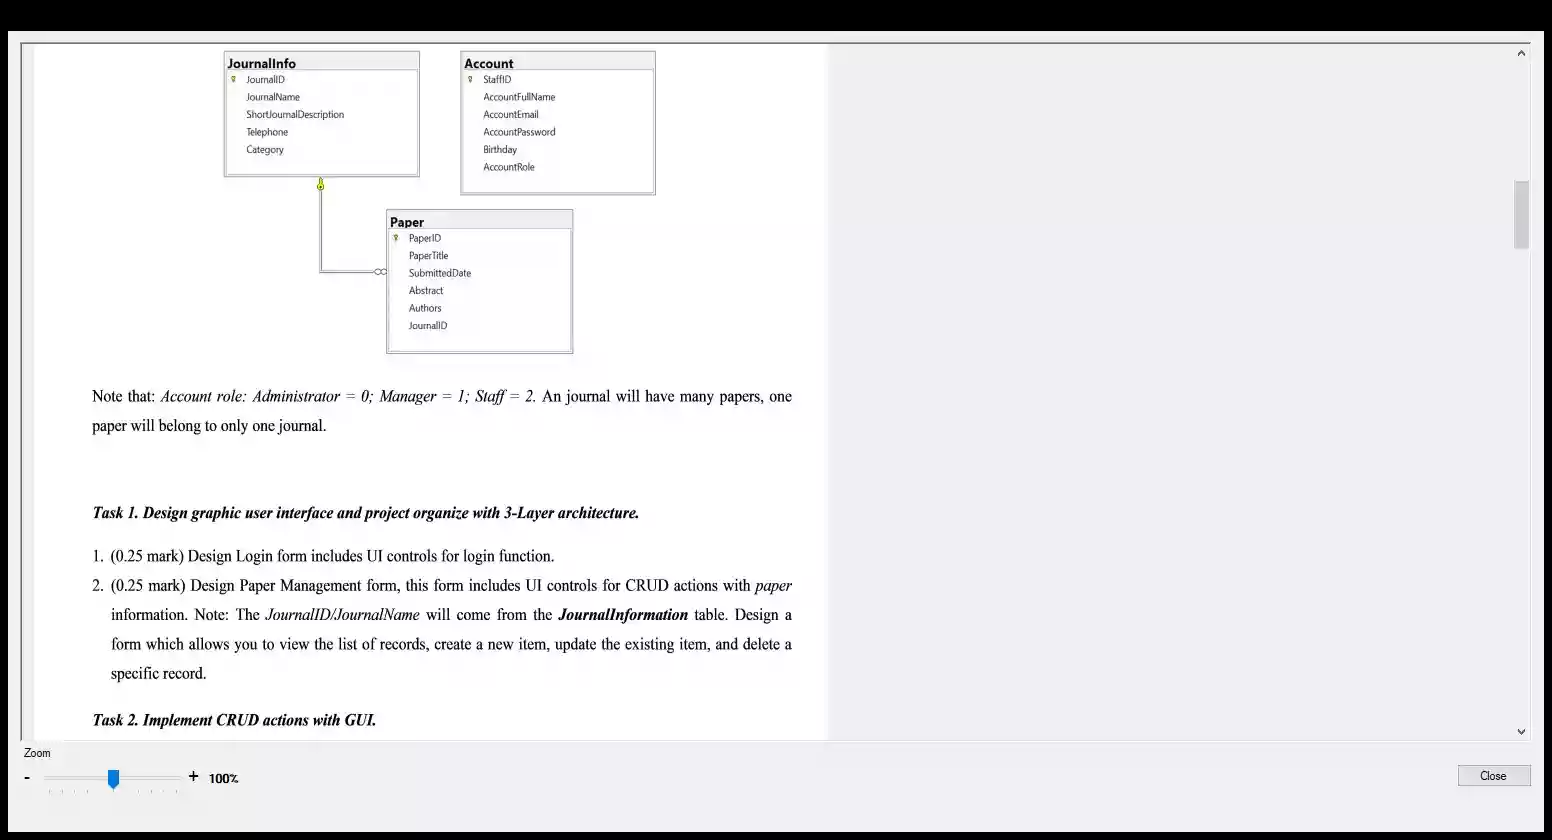 JournalInfo
JournalID
JournalName
ShortJournalDescription
Telephone
Category
Account
StaffID
AccountFullName
AccountEmail
AccountPassword
Birthday
AccountRole
Paper
PaperID
PaperTitle
SubmittedDate
Abstract
Authors
JournalID
Note that: Account role: Administrator = 0; Manager = 1; Staff = 2. An journal will have many papers, one
paper will belong to only one journal.
Task 1. Design graphic user interface and project organize with 3-Layer architecture.
1. (0.25 mark) Design Login form includes UI controls for login function.
2. (0.25 mark) Design Paper Management form, this form includes UI controls for CRUD actions with paper
information. Note: The JournalID/JournalName will come from the JournalInformation table. Design a
form which allows you to view the list of records, create a new item, update the existing item, and delete a
specific record.
Task 2. Implement CRUD actions with GUI.
Zoom
- + 100%
Close